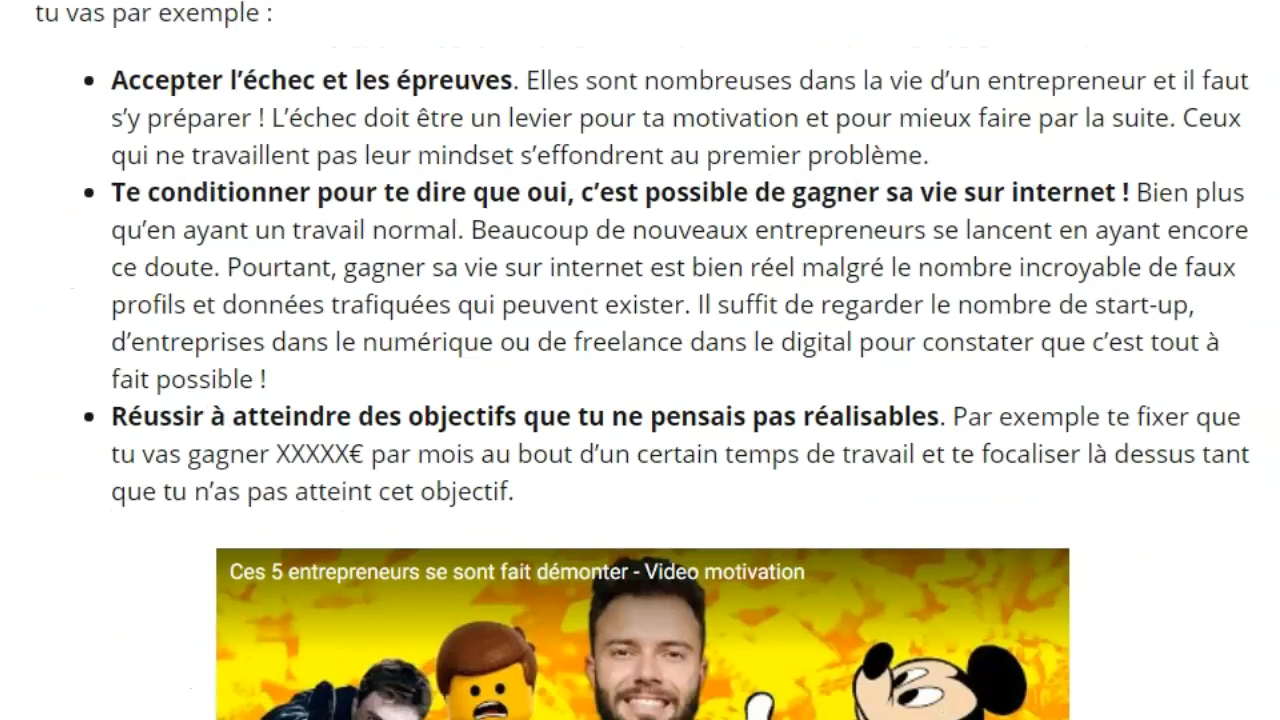 tu vas par exemple :
Accepter l’échec et les épreuves. Elles sont nombreuses dans la vie d’un entrepreneur et il faut
s’y préparer ! L’échec doit être un levier pour ta motivation et pour mieux faire par la suite. Ceux
qui ne travaillent pas leur mindset s’effondrent au premier problème.
Te conditionner pour te dire que oui, c’est possible de gagner sa vie sur internet ! Bien plus
qu’en ayant un travail normal. Beaucoup de nouveaux entrepreneurs se lancent en ayant encore
ce doute. Pourtant, gagner sa vie sur internet est bien réel malgré le nombre incroyable de faux
profils et données trafiquées qui peuvent exister. Il suffit de regarder le nombre de start-up,
d’entreprises dans le numérique ou de freelance dans le digital pour constater que c’est tout à
fait possible !
Réussir à atteindre des objectifs que tu ne pensais pas réalisables. Par exemple te fixer que
tu vas gagner XXXXX€ par mois au bout d’un certain temps de travail et te focaliser là dessus tant
que tu n’as pas atteint cet objectif.
Ces 5 entrepreneurs se sont fait démonter - Video motivation